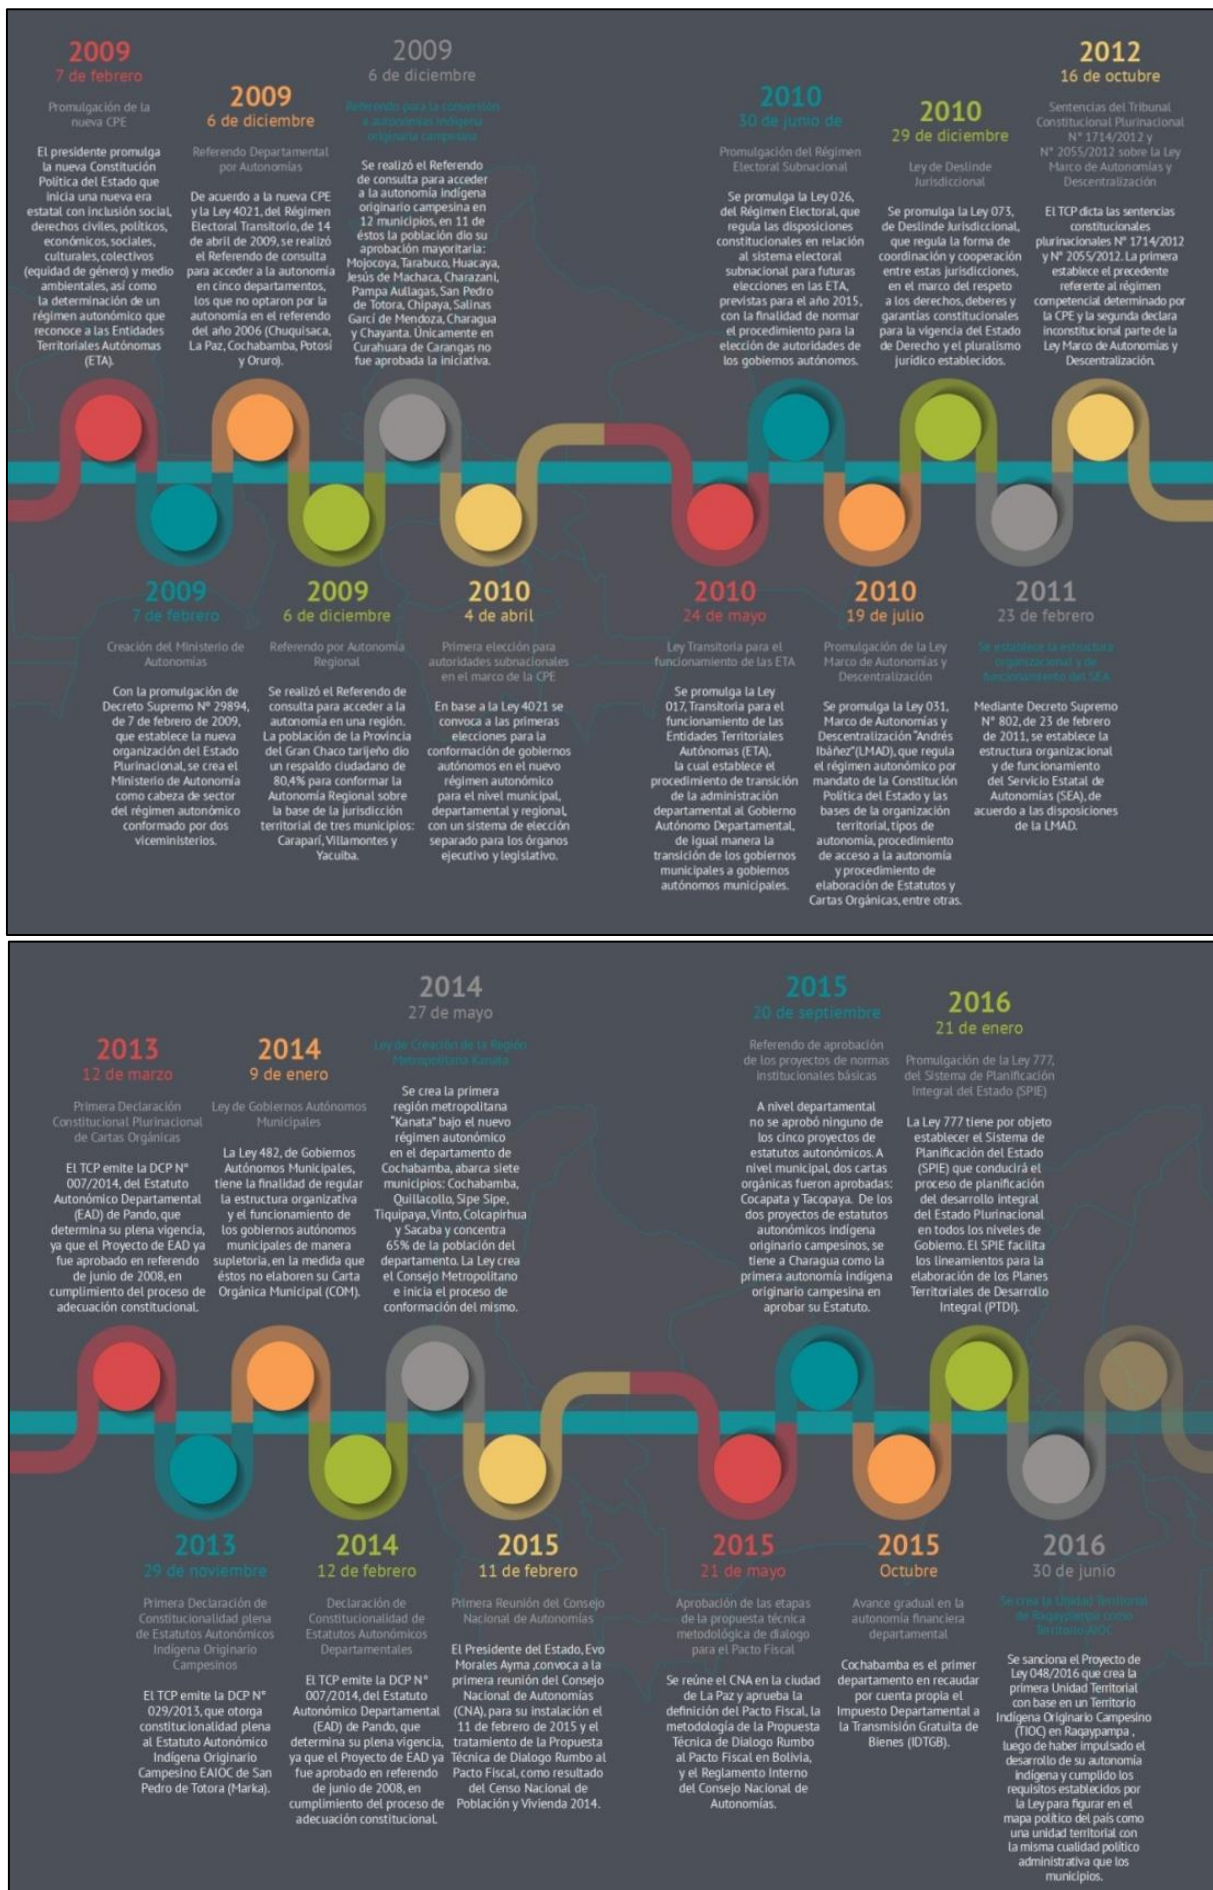 2009
7 de febrero
Promulgación de la
nueva CPE
El presidente promulga
la nueva Constitución
Política del Estado que
inicia una nueva era
estatal con inclusión social,
derechos civiles, políticos,
económicos, sociales,
culturales, colectivos
(equidad de género) y medio
ambientales, así como
la determinación de un
régimen autonómico que
reconoce a las Entidades
Territoriales Autónomas
(ETA).
2009
6 de diciembre
Referendo Departamental
por Autonomías
De acuerdo a la nueva CPE
y la Ley 4021, del Régimen
Electoral Transitorio, de 14
de abril de 2009, se realizó
el Referendo de consulta
para acceder a la autonomía
en cinco departamentos,
los que no optaron por la
autonomía en el referendo
del año 2006 (Chuquisaca,
La Paz, Cochabamba, Potosí
y Oruro).
2009
6 de diciembre
Referendo para la conversión
a autonomías indígena
originaria campesina
Se realizó el Referendo
de consulta para acceder
a la autonomía indígena
originario campesina en
12 municipios, en 11 de
éstos la población dio su
aprobación mayoritaria:
Mojocoya, Tarabuco, Huacaya,
Jesús de Machaca, Charazani,
Pampa Aullagas, San Pedro
de Totora, Chipaya, Salinas
Garcí de Mendoza, Charagua
y Chayanta. Únicamente en
Curahuara de Carangas no
fue aprobada la iniciativa.
2010
30 de junio de
Promulgación del Régimen
Electoral Subnacional
Se promulga la Ley 026,
del Régimen Electoral, que
regula las disposiciones
constitucionales en relación
al sistema electoral
subnacional para futuras
elecciones en las ETA,
previstas para el año 2015,
con la finalidad de normar
el procedimiento para la
elección de autoridades de
los gobiernos autónomos.
2010
29 de diciembre
Ley de Deslinde
Jurisdiccional
Se promulga la Ley 073,
de Deslinde Jurisdiccional,
que regula la forma de
coordinación y cooperación
entre estas jurisdicciones,
en el marco del respeto
a los derechos, deberes y
garantías constitucionales
para la vigencia del Estado
de Derecho y el pluralismo
jurídico establecidos.
2012
16 de octubre
Sentencias del Tribunal
Constitucional Plurinacional
N° 1714/2012 y
N° 2055/2012 sobre la Ley
Marco de Autonomías y
Descentralización
El TCP dicta las sentencias
constitucionales
plurinacionales N° 1714/2012
y N° 2055/2012. La primera
establece el precedente
referente al régimen
competencial determinado por
la CPE y la segunda declara
inconstitucional parte de la
Ley Marco de Autonomías y
Descentralización.
2009
7 de febrero
Creación del Ministerio de
Autonomías
Con la promulgación de
Decreto Supremo N° 29894,
de 7 de febrero de 2009,
que establece la nueva
organización del Estado
Plurinacional, se crea el
Ministerio de Autonomía
como cabeza de sector
del régimen autonómico
conformado por dos
viceministerios.
2009
6 de diciembre
Referendo por Autonomía
Regional
Se realizó el Referendo de
consulta para acceder a la
autonomía en una región.
La población de la Provincia
del Gran Chaco tarijeño dio
un respaldo ciudadano de
80,4% para conformar la
Autonomía Regional sobre
la base de la jurisdicción
territorial de tres municipios:
Caraparí, Villamontes y
Yacuiba.
2010
4 de abril
Primera elección para
autoridades subnacionales
en el marco de la CPE
En base a la Ley 4021 se
convoca a las primeras
elecciones para la
conformación de gobiernos
autónomos en el nuevo
régimen autonómico
para el nivel municipal,
departamental y regional,
con un sistema de elección
separado para los órganos
ejecutivo y legislativo.
2010
24 de mayo
Ley Transitoria para el
funcionamiento de las ETA
Se promulga la Ley
017, Transitoria para el
funcionamiento de las
Entidades Territoriales
Autónomas (ETA),
la cual establece el
procedimiento de transición
de la administración
departamental al Gobierno
Autónomo Departamental,
de igual manera la
transición de los gobiernos
municipales a gobiernos
autónomos municipales.
2010
19 de julio
Promulgación de la Ley
Marco de Autonomías y
Descentralización
Se promulga la Ley 031,
Marco de Autonomías y
Descentralización "Andrés
Ibáñez"(LMAD), que regula
el régimen autonómico por
mandato de la Constitución
Política del Estado y las
bases de la organización
territorial, tipos de
autonomía, procedimiento
de acceso a la autonomía
y procedimiento de
elaboración de Estatutos y
Cartas Orgánicas, entre otras.
2011
23 de febrero
Se establece la estructura
organizacional y de
funcionamiento del SEA
Mediante Decreto Supremo
N° 802, de 23 de febrero
de 2011, se establece la
estructura organizacional
y de funcionamiento
del Servicio Estatal de
Autonomías (SEA), de
acuerdo a las disposiciones
de la LMAD.
2013
12 de marzo
Primera Declaración
Constitucional Plurinacional
de Cartas Orgánicas
El TCP emite la DCP N°
007/2014, del Estatuto
Autonómico Departamental
(EAD) de Pando, que
determina su plena vigencia,
ya que el Proyecto de EAD ya
fue aprobado en referendo
de junio de 2008, en
cumplimiento del proceso de
adecuación constitucional.
2014
9 de enero
Ley de Gobiernos Autónomos
Municipales
La Ley 482, de Gobiernos
Autónomos Municipales,
tiene la finalidad de regular
la estructura organizativa
y el funcionamiento de
los gobiernos autónomos
municipales de manera
supletoria, en la medida que
éstos no elaboren su Carta
Orgánica Municipal (COM).
2014
27 de mayo
Ley de Creación de la Región
Metropolitana Kanata
Se crea la primera
región metropolitana
"Kanata" bajo el nuevo
régimen autonómico
en el departamento de
Cochabamba, abarca siete
municipios: Cochabamba,
Quillacollo, Sipe Sipe,
Tiquipaya, Vinto, Colcapirhua
y Sacaba y concentra
65% de la población del
departamento. La Ley crea
el Consejo Metropolitano
e inicia el proceso de
conformación del mismo.
2015
20 de septiembre
Referendo de aprobación
de los proyectos de normas
institucionales básicas
A nivel departamental
no se aprobó ninguno de
los cinco proyectos de
estatutos autonómicos. A
nivel municipal, dos cartas
orgánicas fueron aprobadas:
Cocapata y Tacopaya. De los
dos proyectos de estatutos
autonómicos indígena
originario campesinos, se
tiene a Charagua como la
primera autonomía indígena
originario campesina en
aprobar su Estatuto.
2016
21 de enero
Promulgación de la Ley 777,
del Sistema de Planificación
Integral del Estado (SPIE)
La Ley 777 tiene por objeto
establecer el Sistema de
Planificación del Estado
(SPIE) que conducirá el
proceso de planificación
del desarrollo integral
del Estado Plurinacional
en todos los niveles de
Gobierno. El SPIE facilita
los lineamientos para la
elaboración de los Planes
Territoriales de Desarrollo
Integral (PTDI).
2013
29 de noviembre
Primera Declaración de
Constitucionalidad plena
de Estatutos Autonómicos
Indígena Originario
Campesinos
El TCP emite la DCP N°
029/2013, que otorga
constitucionalidad plena
al Estatuto Autonómico
Indígena Originario
Campesino EAIOC de San
Pedro de Totora (Marka).
2014
12 de febrero
Declaración de
Constitucionalidad de
Estatutos Autonómicos
Departamentales
El TCP emite la DCP N°
007/2014, del Estatuto
Autonómico Departamental
(EAD) de Pando, que
determina su plena vigencia,
ya que el Proyecto de EAD ya
fue aprobado en referendo
de junio de 2008, en
cumplimiento del proceso de
adecuación constitucional.
2015
11 de febrero
Primera Reunión del Consejo
Nacional de Autonomías
El Presidente del Estado, Evo
Morales Ayma ,convoca a la
primera reunión del Consejo
Nacional de Autonomías
(CNA), para su instalación el
11 de febrero de 2015 y el
tratamiento de la Propuesta
Técnica de Dialogo Rumbo al
Pacto Fiscal, como resultado
del Censo Nacional de
Población y Vivienda 2014.
2015
21 de mayo
Aprobación de las etapas
de la propuesta técnica
metodológica de dialogo
para el Pacto Fiscal
Se reúne el CNA en la ciudad
de La Paz y aprueba la
definición del Pacto Fiscal, la
metodología de la Propuesta
Técnica de Dialogo Rumbo
al Pacto Fiscal en Bolivia,
y el Reglamento Interno
del Consejo Nacional de
Autonomías.
2015
Octubre
Avance gradual en la
autonomía financiera
departamental
Cochabamba es el primer
departamento en recaudar
por cuenta propia el
Impuesto Departamental a
la Transmisión Gratuita de
Bienes (IDTGB).
2016
30 de junio
Se crea la Unidad Territorial
de Raqaypampa como
Territorio AIOC
Se sanciona el Proyecto de
Ley 048/2016 que crea la
primera Unidad Territorial
con base en un Territorio
Indígena Originario Campesino
(TIOC) en Raqaypampa ,
luego de haber impulsado el
desarrollo de su autonomía
indígena y cumplido los
requisitos establecidos por
la Ley para figurar en el
mapa político del país como
una unidad territorial con
la misma cualidad político
administrativa que los
municipios.